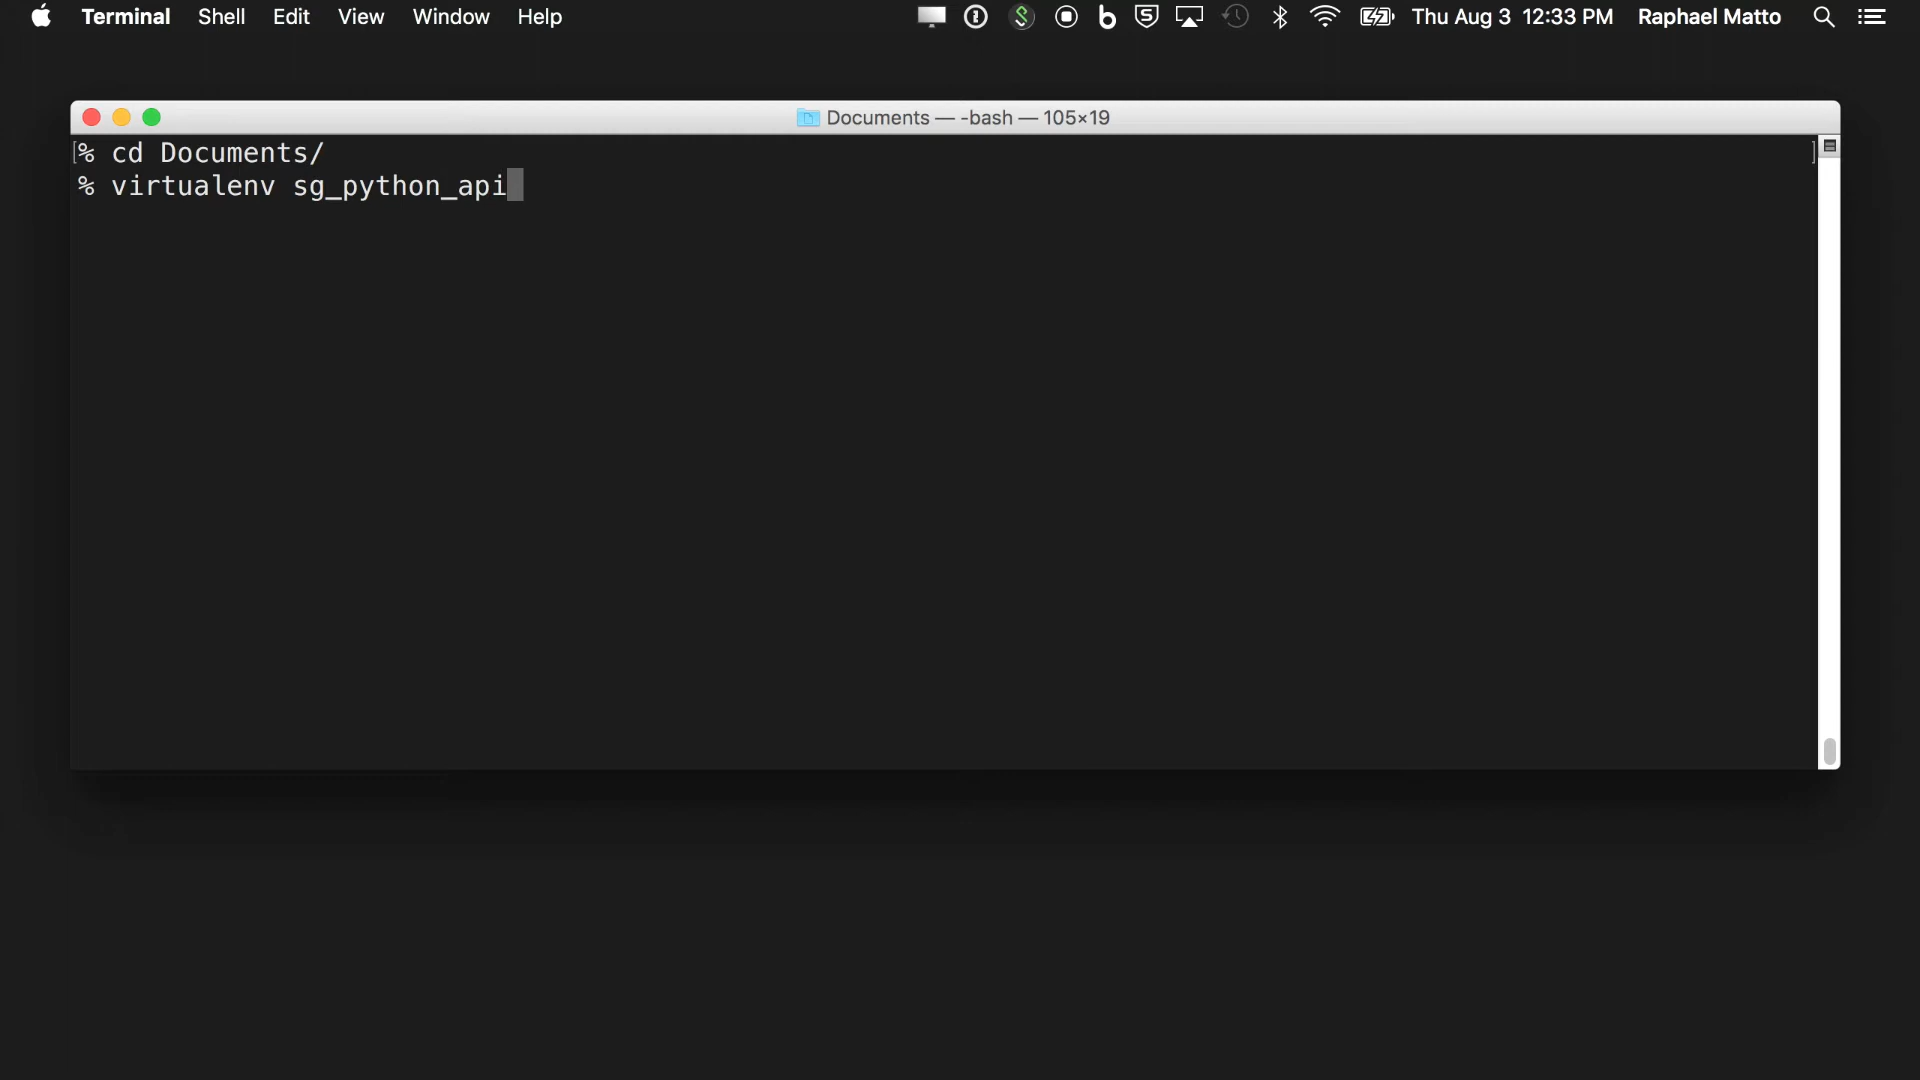 Terminal Shell Edit View Window Help Thu Aug 3 12:33 PM Raphael Matto
Documents — -bash — 105×19
[% cd Documents/ ]
% virtualenv sg_python_api